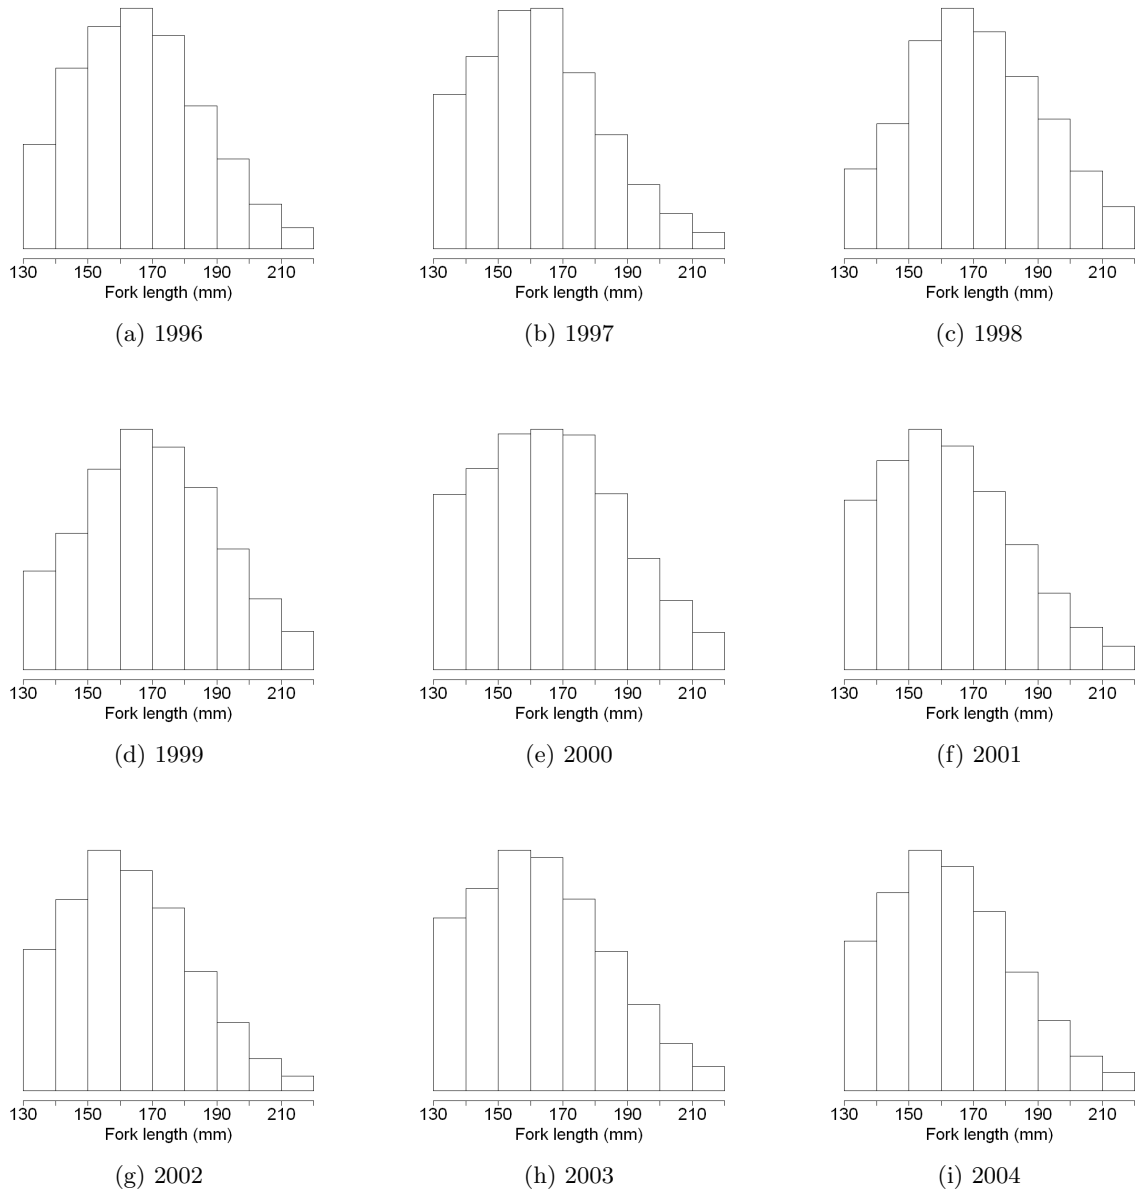 130 150 170 190 210 130 150 170 190 210 130 150 170 190 210
Fork length (mm) Fork length (mm) Fork length (mm)
(a) 1996 (b) 1997 (c) 1998
130 150 170 190 210 130 150 170 190 210 130 150 170 190 210
Fork length (mm) Fork length (mm) Fork length (mm)
(d) 1999 (e) 2000 (f) 2001
130 150 170 190 210 130 150 170 190 210 130 150 170 190 210
Fork length (mm) Fork length (mm) Fork length (mm)
(g) 2002 (h) 2003 (i) 2004